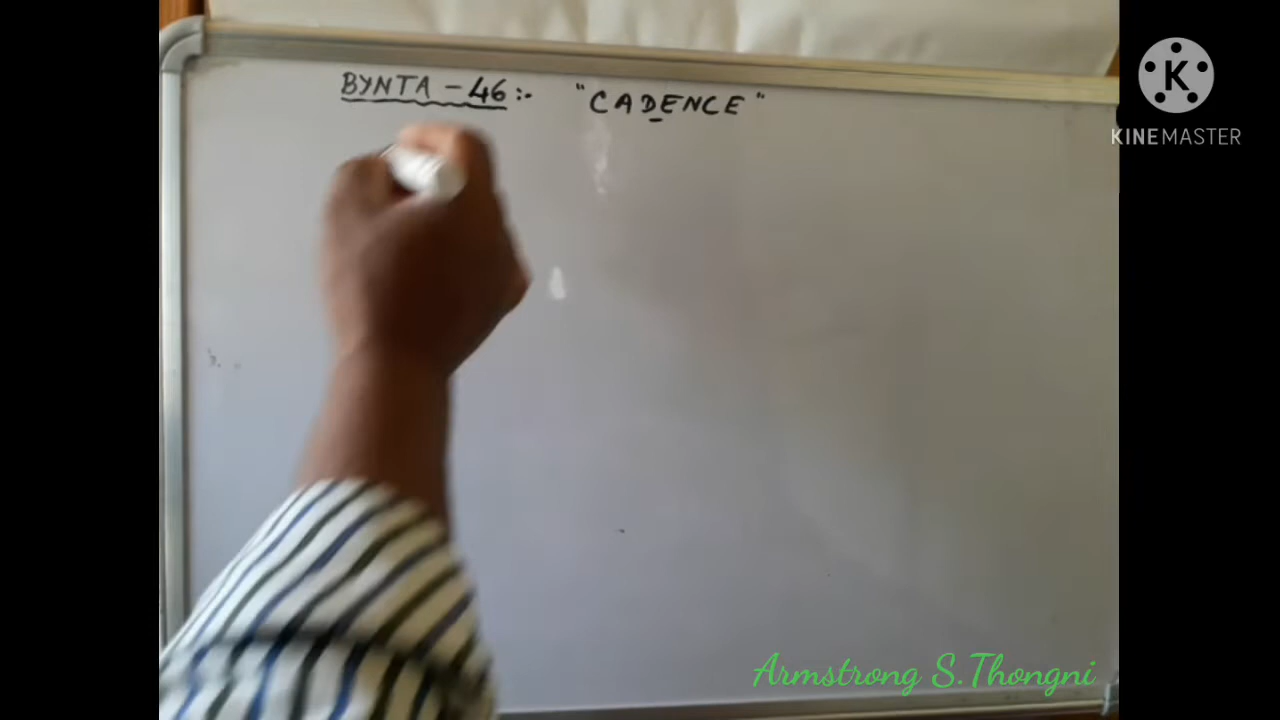 BYNTA - 46 :- "CADENCE"
K
KINEMASTER
Armstrong S.Thongni